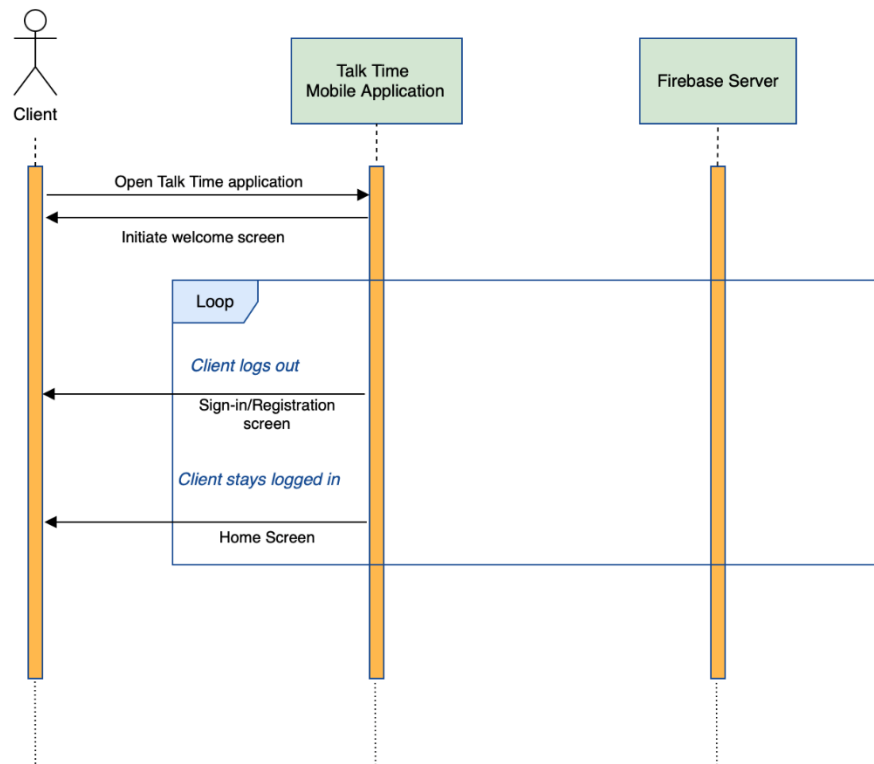 Talk Time
Mobile Application
Firebase Server
Client
Open Talk Time application
Initiate welcome screen
Loop
Client logs out
Sign-in/Registration
screen
Client stays logged in
Home Screen